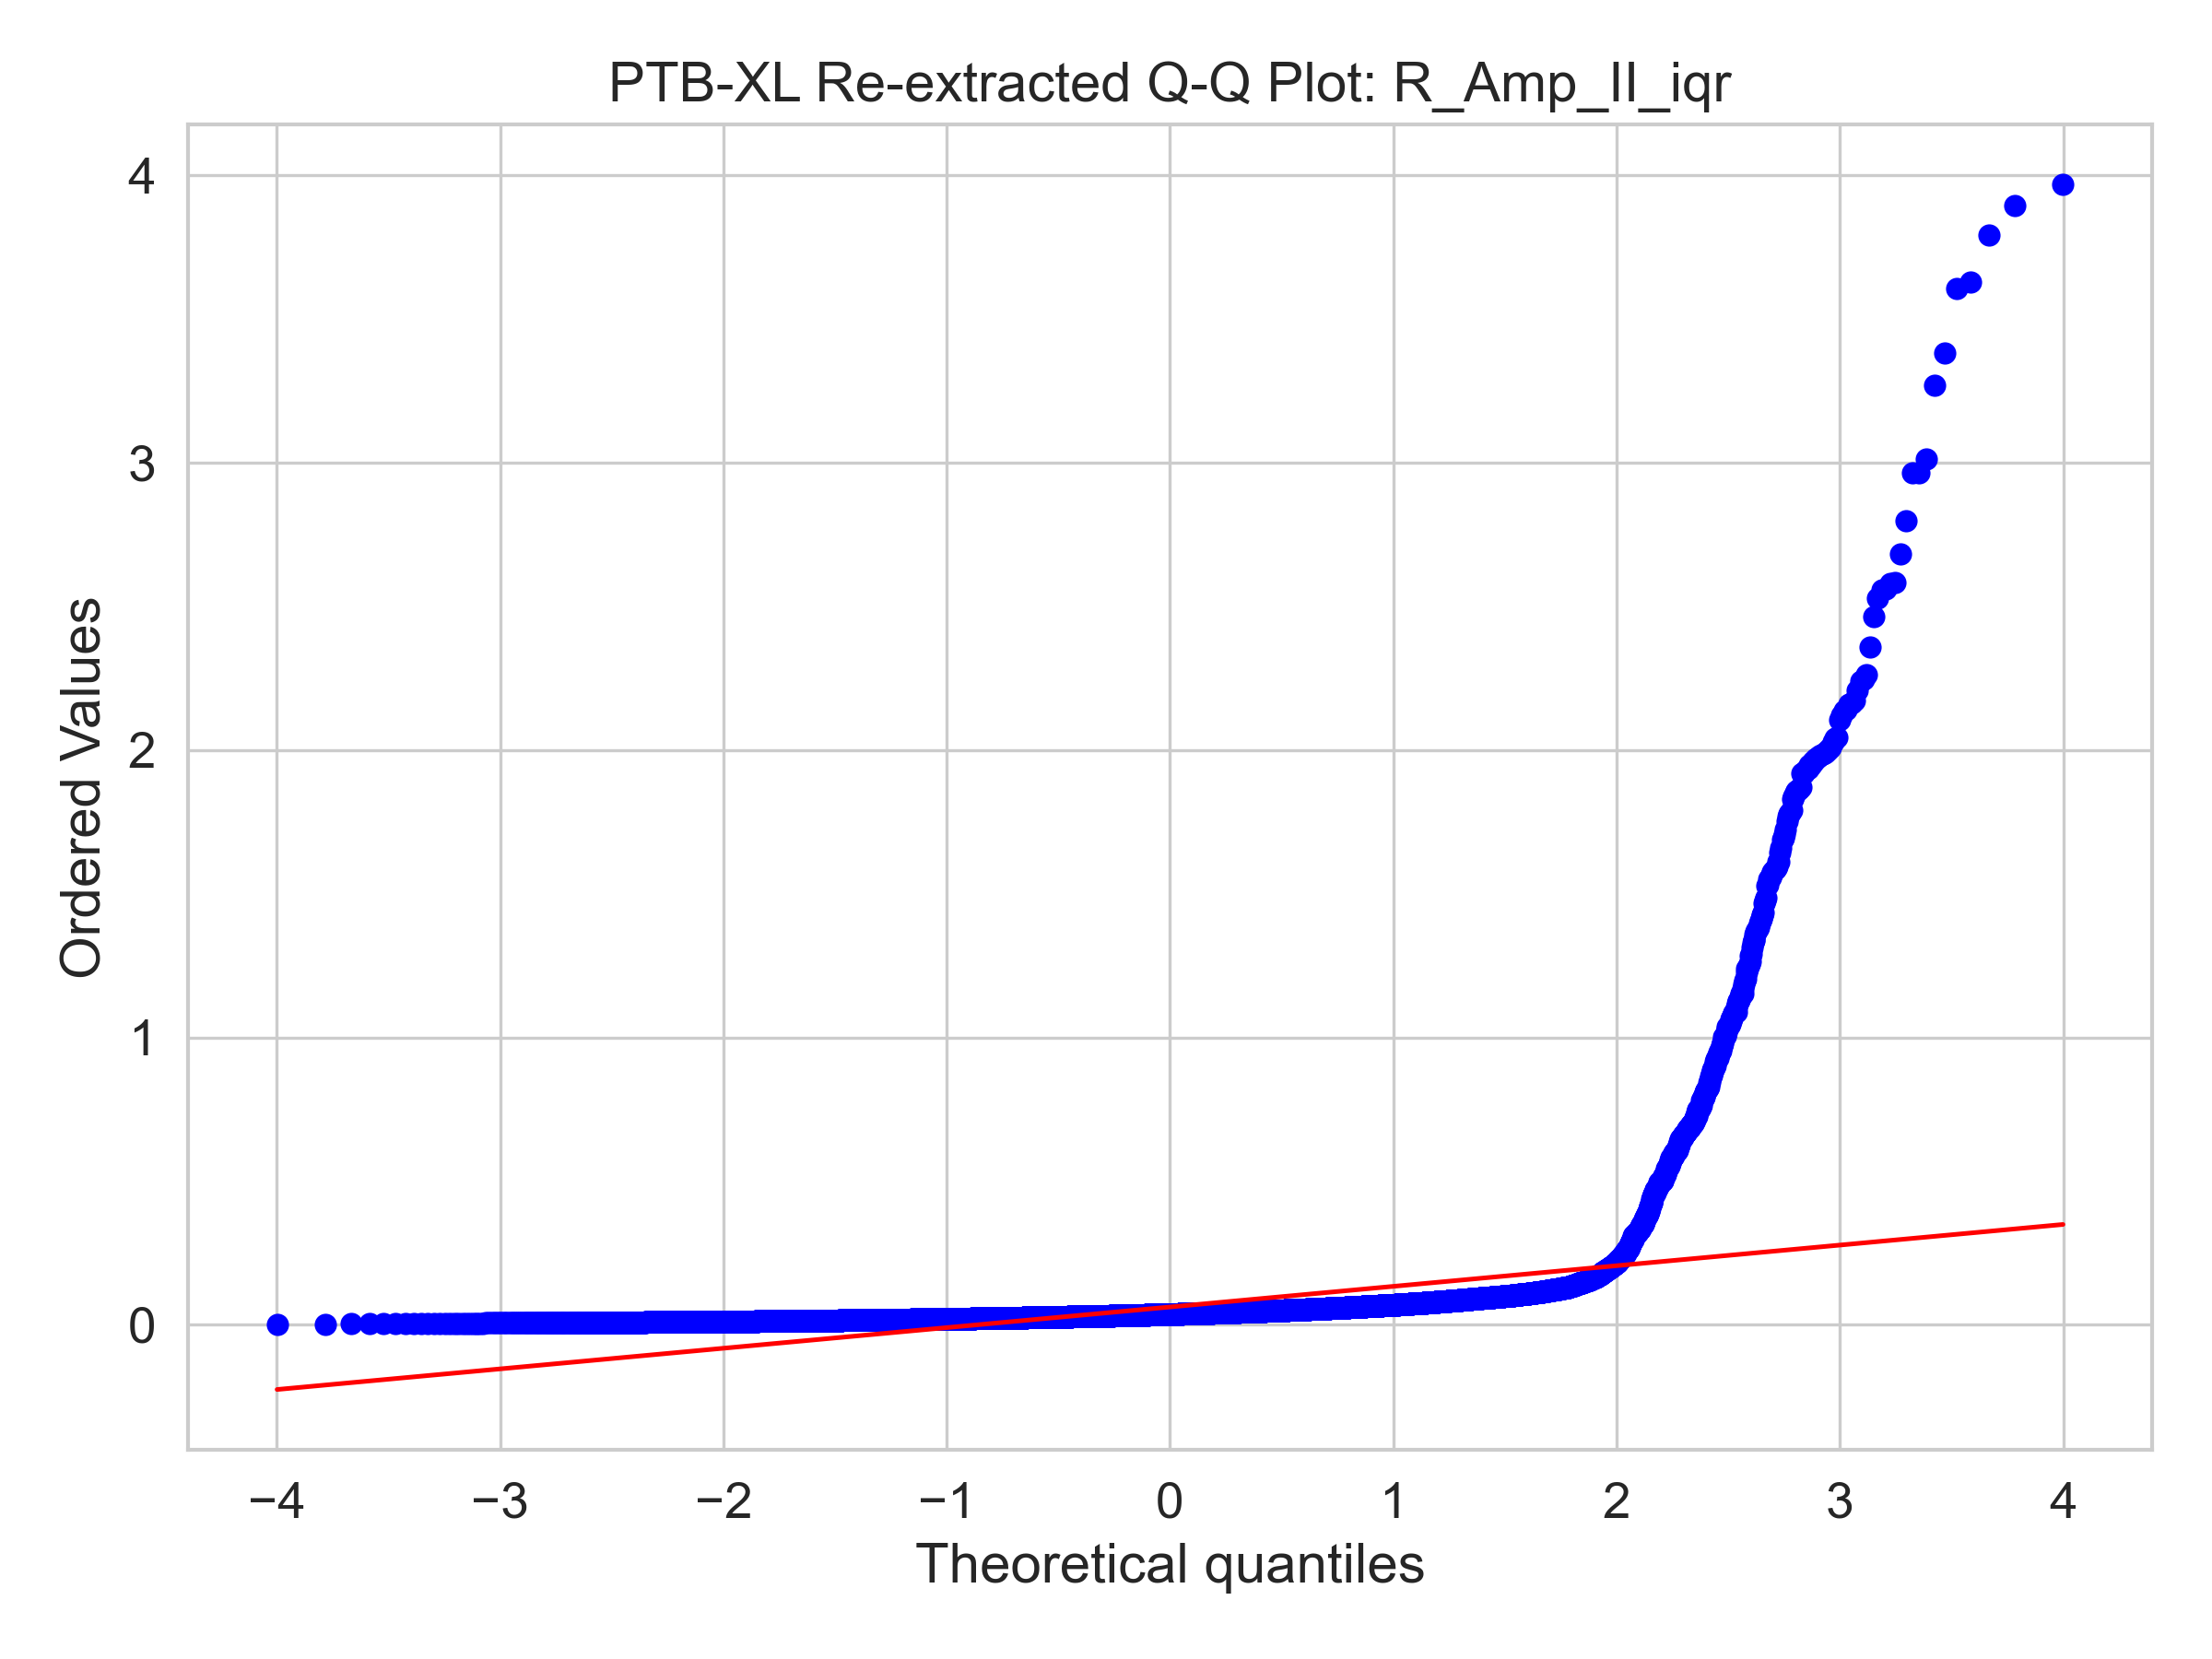 PTB-XL Re-extracted Q-Q Plot: R_Amp_II_iqr
4
3
2
1
0
Ordered Values
−4 −3 −2 −1 0 1 2 3 4
Theoretical quantiles